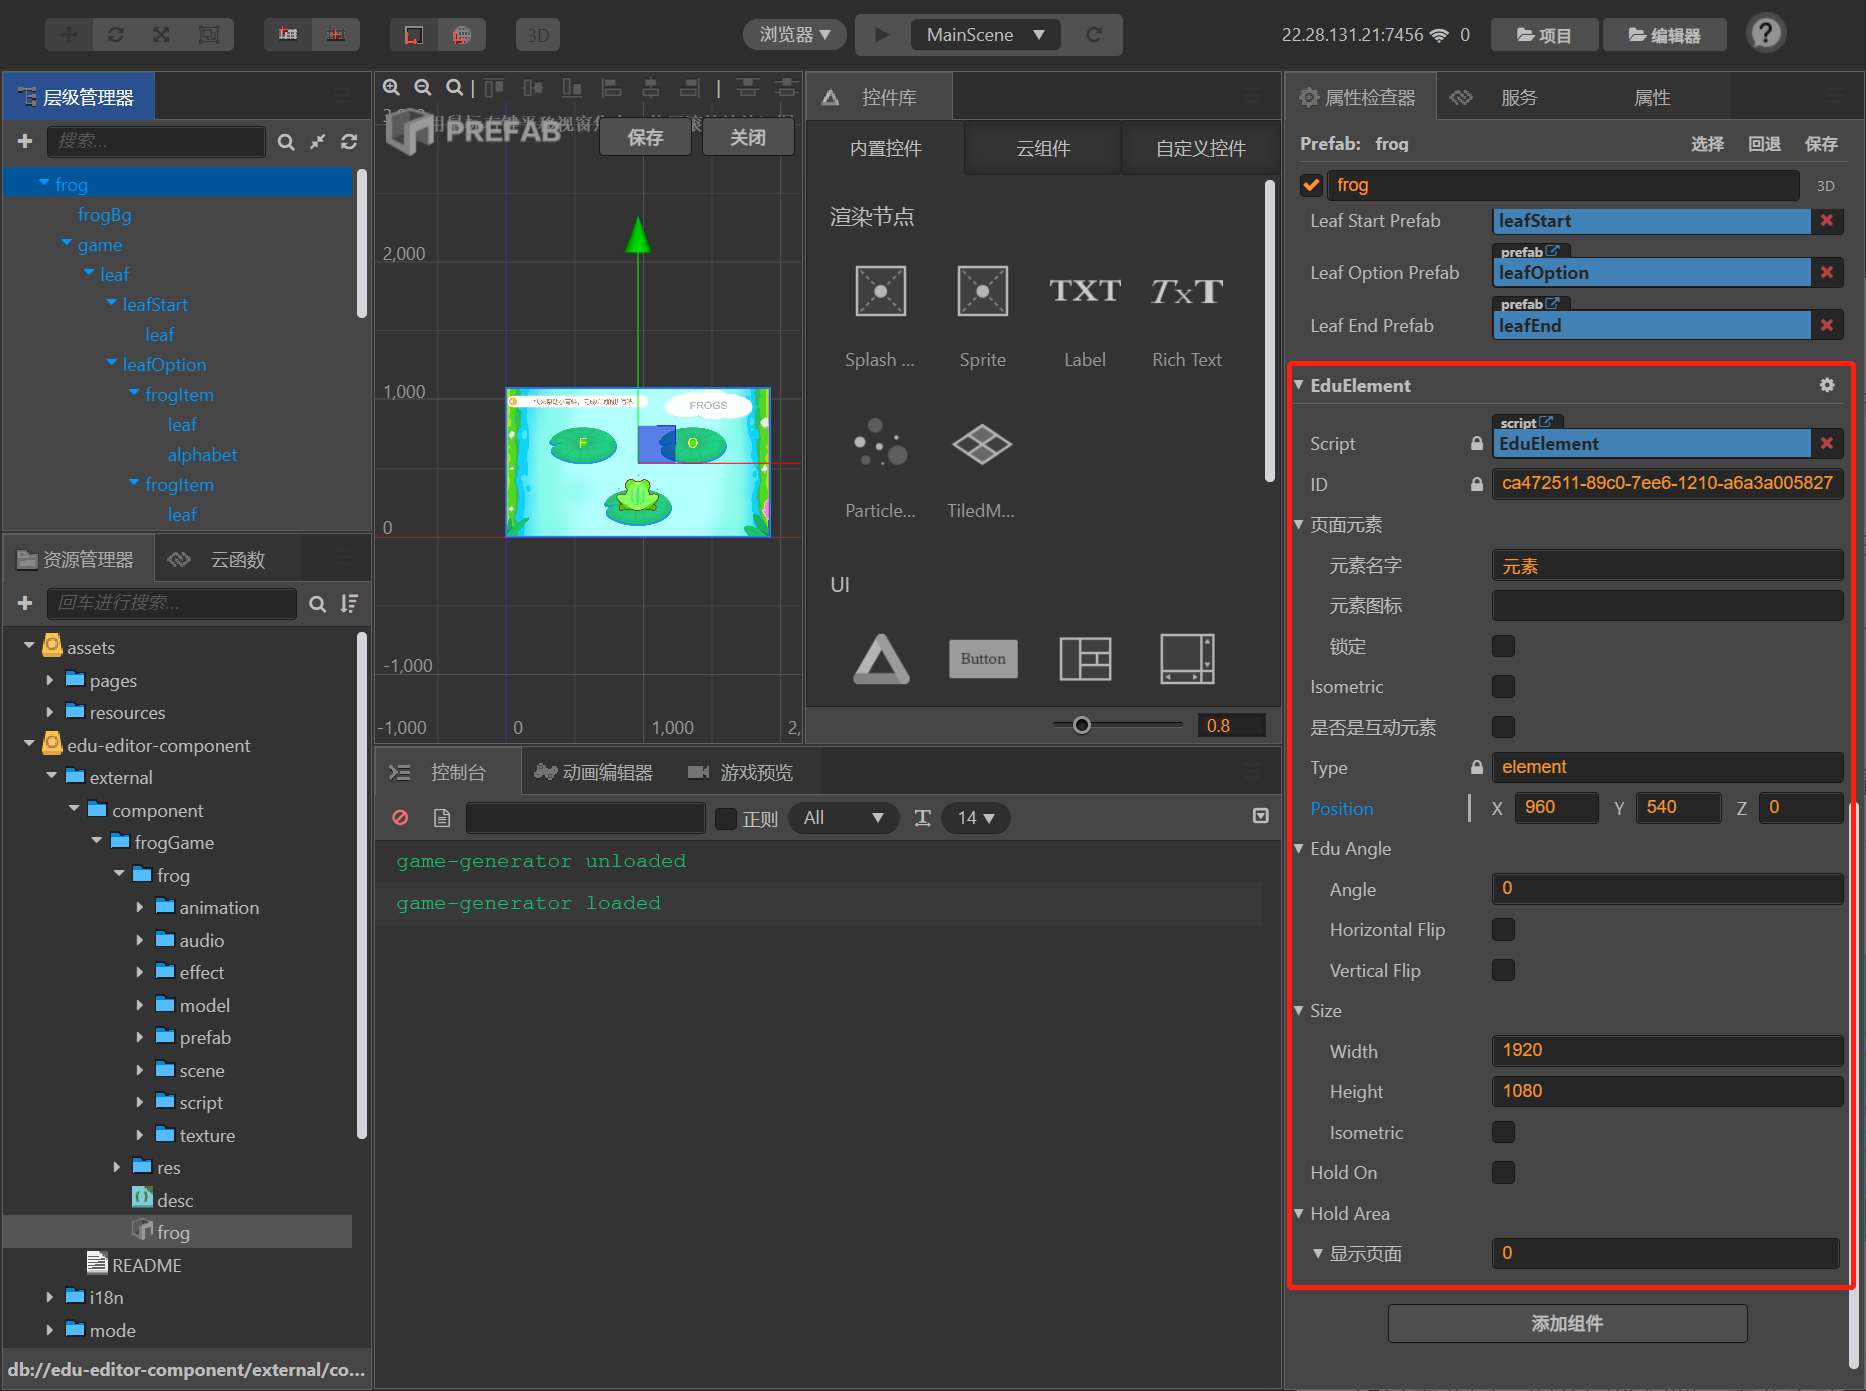 3D
浏览器 ▼
MainScene ▼
22.28.131.21:7456
0
项目
编辑器
层级管理器
搜索...
frog
frogBg
game
leaf
leafStart
leaf
leafOption
frogItem
leaf
alphabet
frogItem
leaf
资源管理器
云函数
回车进行搜索...
assets
pages
resources
edu-editor-component
external
component
frogGame
frog
animation
audio
effect
model
prefab
scene
script
texture
res
desc
frog
README
i18n
mode
db://edu-editor-component/external/co...
PREFAB
保存
关闭
2,000
1,000
0
-1,000
-1,000
0
1,000
2,
FROGS
F
O
控件库
内置控件
云组件
自定义控件
渲染节点
TXT
TxT
Splash ...
Sprite
Label
Rich Text
Particle...
TiledM...
UI
Button
0.8
控制台
动画编辑器
游戏预览
正则
All ▼
14 ▼
game-generator unloaded
game-generator loaded
属性检查器
服务
属性
Prefab: frog
选择
回退
保存
frog
3D
Leaf Start Prefab
leafStart
prefab
Leaf Option Prefab
leafOption
prefab
Leaf End Prefab
leafEnd
EduElement
script
Script
EduElement
ID
ca472511-89c0-7ee6-1210-a6a3a005827
页面元素
元素名字
元素
元素图标
锁定
Isometric
是否是互动元素
Type
element
Position
X 960 Y 540 Z 0
Edu Angle
Angle
0
Horizontal Flip
Vertical Flip
Size
Width
1920
Height
1080
Isometric
Hold On
Hold Area
显示页面
0
添加组件